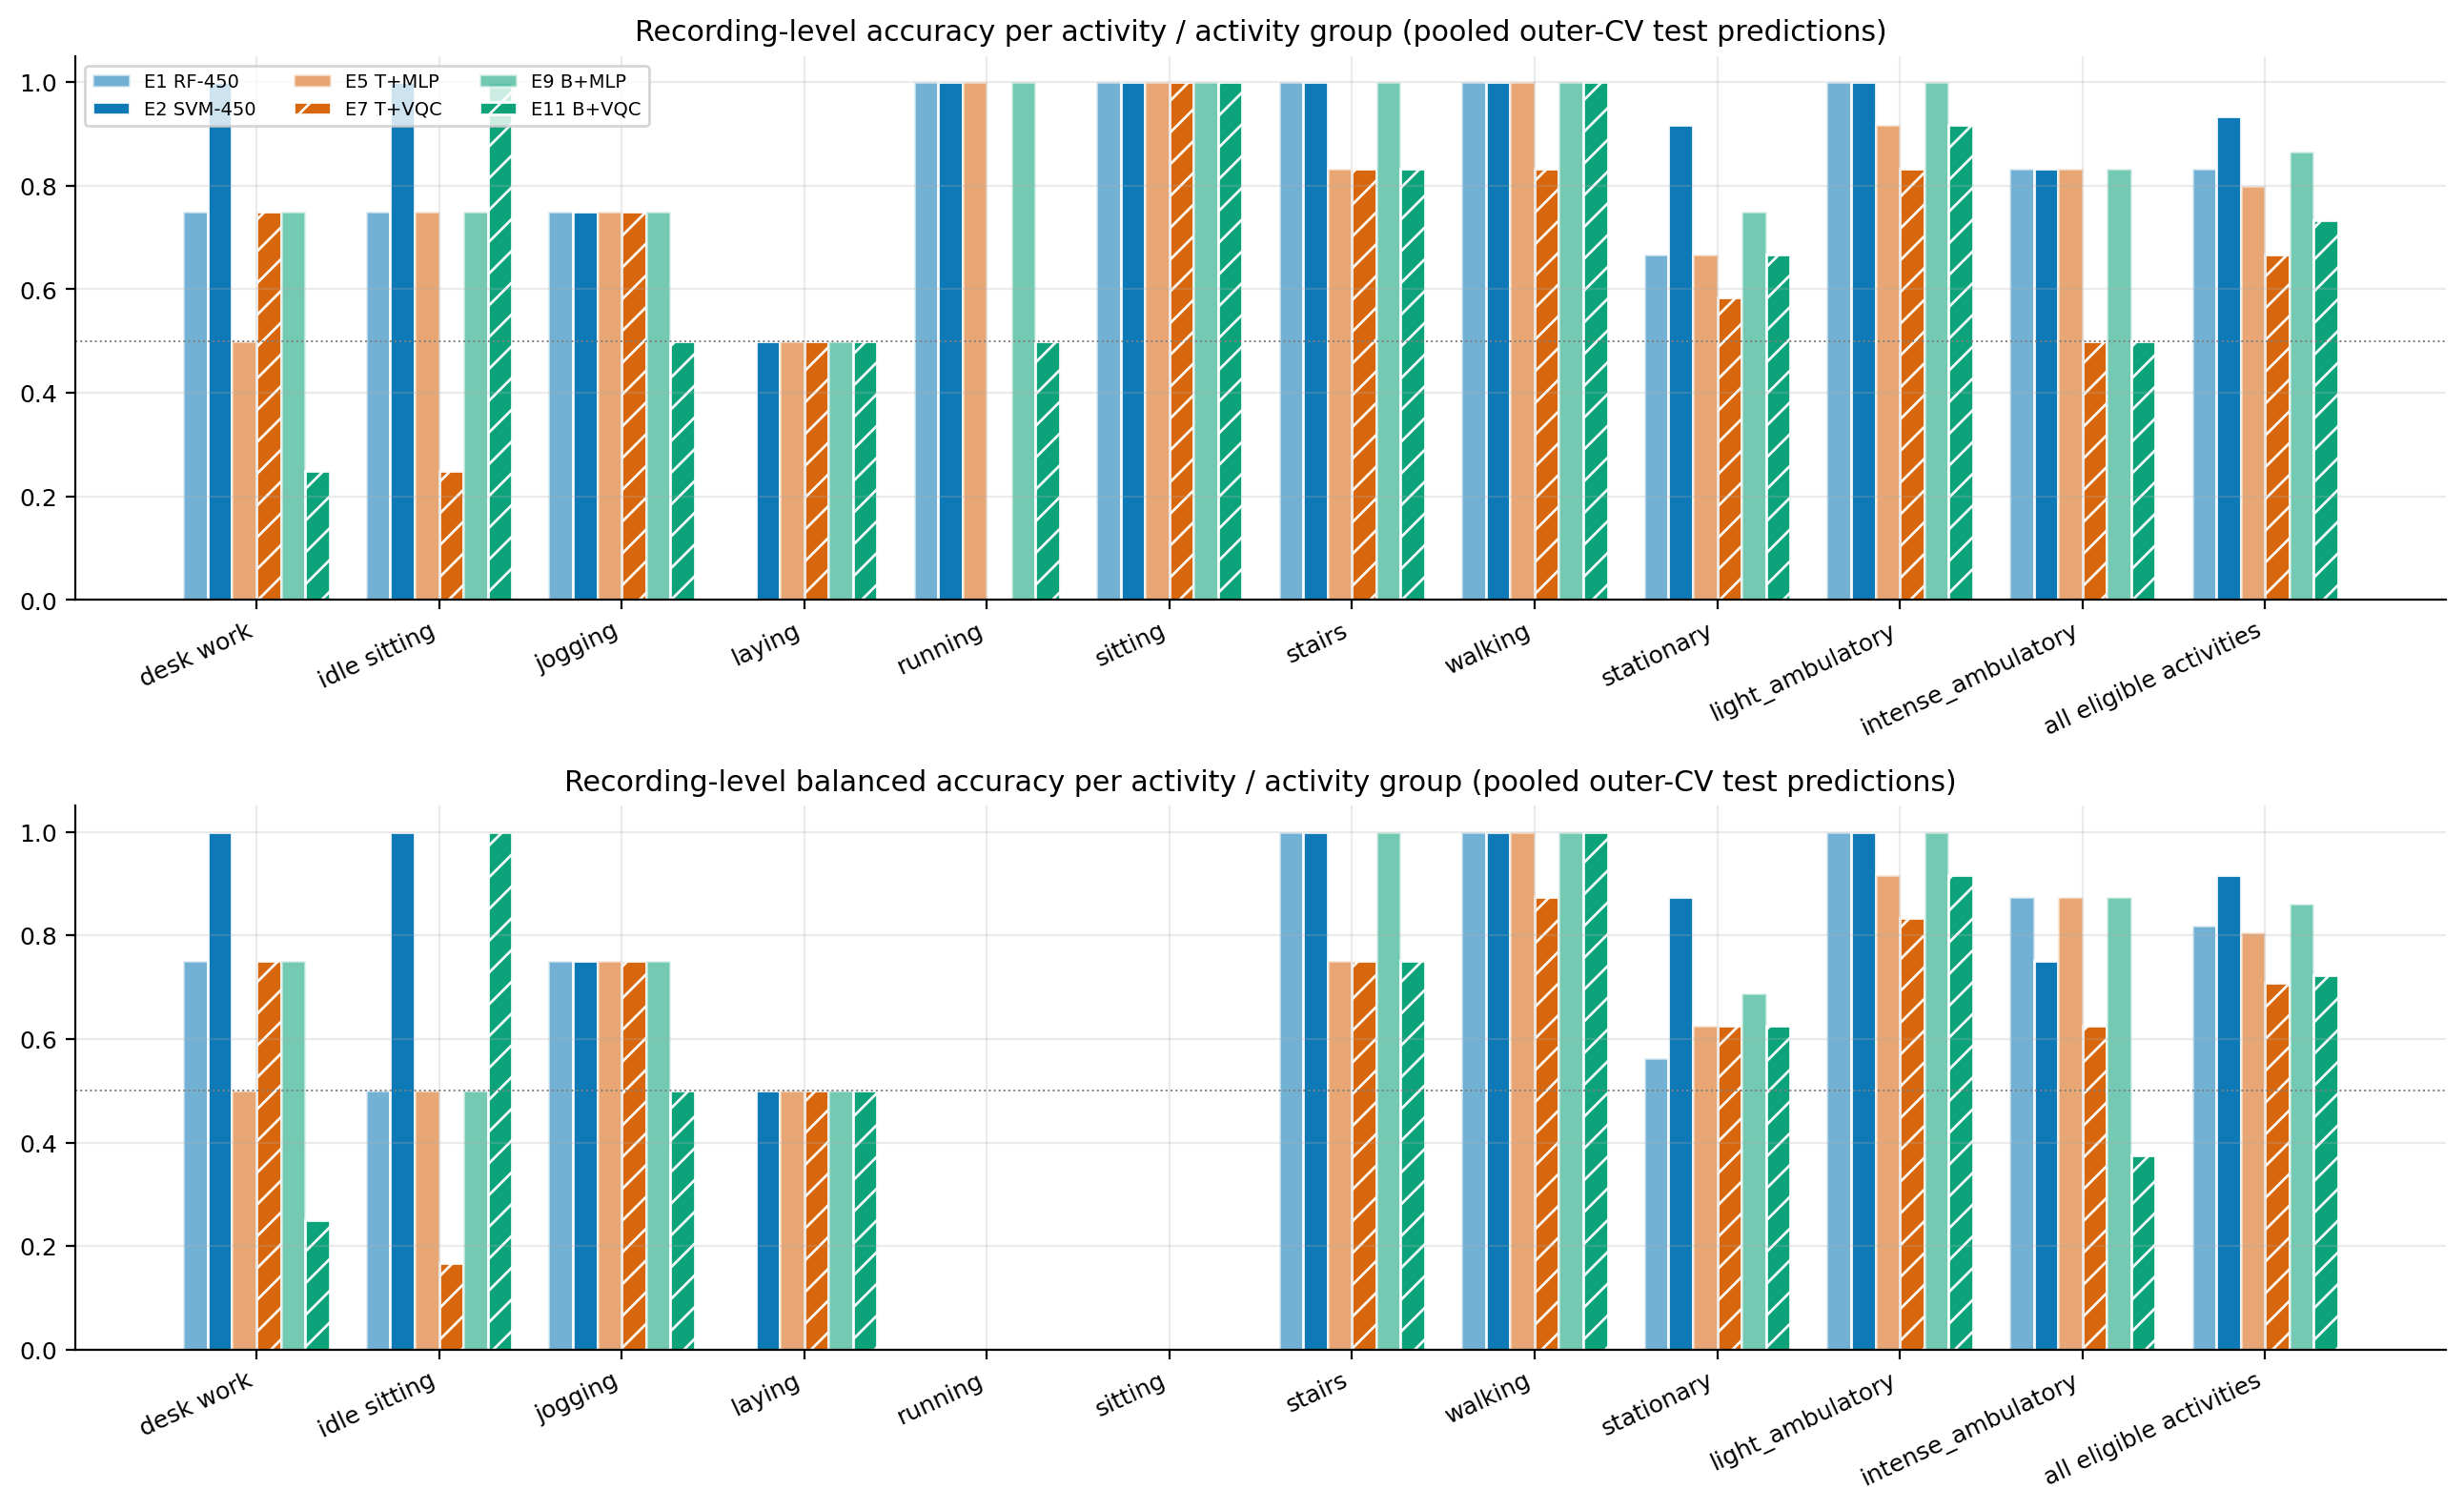 Recording-level accuracy per activity / activity group (pooled outer-CV test predictions)
E1 RF-450 E5 T+MLP E9 B+MLP
E2 SVM-450 E7 T+VQC E11 B+VQC
1.0
0.8
0.6
0.4
0.2
0.0
desk work idle sitting jogging laying running sitting stairs walking stationary light_ambulatory intense_ambulatory all eligible activities
Recording-level balanced accuracy per activity / activity group (pooled outer-CV test predictions)
1.0
0.8
0.6
0.4
0.2
0.0
desk work idle sitting jogging laying running sitting stairs walking stationary light_ambulatory intense_ambulatory all eligible activities